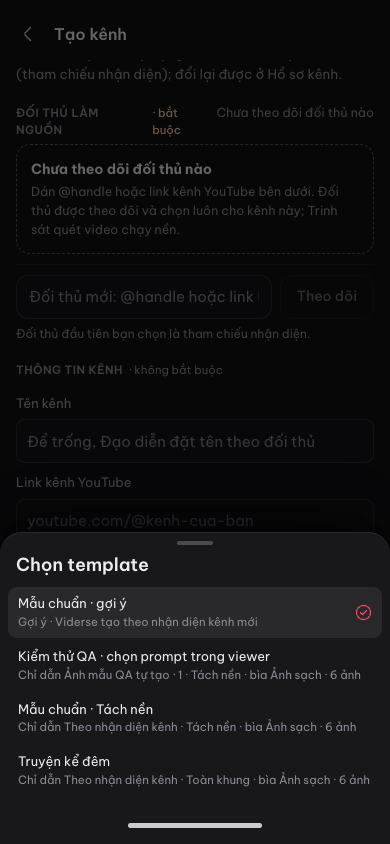 Tạo kênh
(tham chiếu nhận diện); đổi lại được ở Hồ sơ kênh.
ĐỐI THỦ LÀM NGUỒN · bắt buộc
Chưa theo dõi đối thủ nào
Chưa theo dõi đối thủ nào
Dán @handle hoặc link kênh YouTube bên dưới. Đối
thủ được theo dõi và chọn luôn cho kênh này; Trinh
sát quét video chạy nền.
Đối thủ mới: @handle hoặc link
Theo dõi
Đối thủ đầu tiên bạn chọn là tham chiếu nhận diện.
THÔNG TIN KÊNH · không bắt buộc
Tên kênh
Để trống, Đạo diễn đặt tên theo đối thủ
Link kênh YouTube
youtube.com/@kenh-cua-ban
Chọn template
Mẫu chuẩn · gợi ý
Gợi ý · Viderse tạo theo nhận diện kênh mới
Kiểm thử QA · chọn prompt trong viewer
Chỉ dẫn Ảnh mẫu QA tự tạo · 1 · Tách nền · bìa Ảnh sạch · 6 ảnh
Mẫu chuẩn · Tách nền
Chỉ dẫn Theo nhận diện kênh · Tách nền · bìa Ảnh sạch · 6 ảnh
Truyện kể đêm
Chỉ dẫn Theo nhận diện kênh · Toàn khung · bìa Ảnh sạch · 6 ảnh